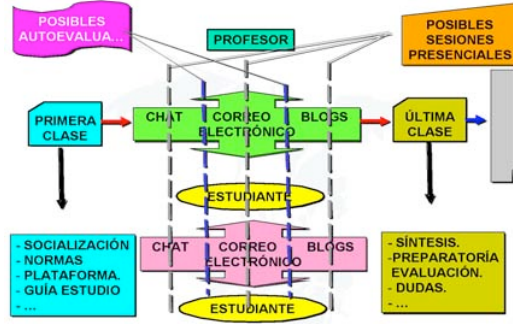 POSIBLES
AUTOEVALUA...
PROFESOR
POSIBLES
SESIONES
PRESENCIALES
PRIMERA
CLASE
CHAT
CORREO
ELECTRÓNICO
BLOGS
ÚLTIMA
CLASE
ESTUDIANTE
- SOCIALIZACIÓN
- NORMAS
- PLATAFORMA.
- GUÍA ESTUDIO
- ...
CHAT
CORREO
ELECTRÓNICO
BLOGS
- SÍNTESIS.
-PREPARATORÍA
EVALUACIÓN.
- DUDAS.
- ...
ESTUDIANTE